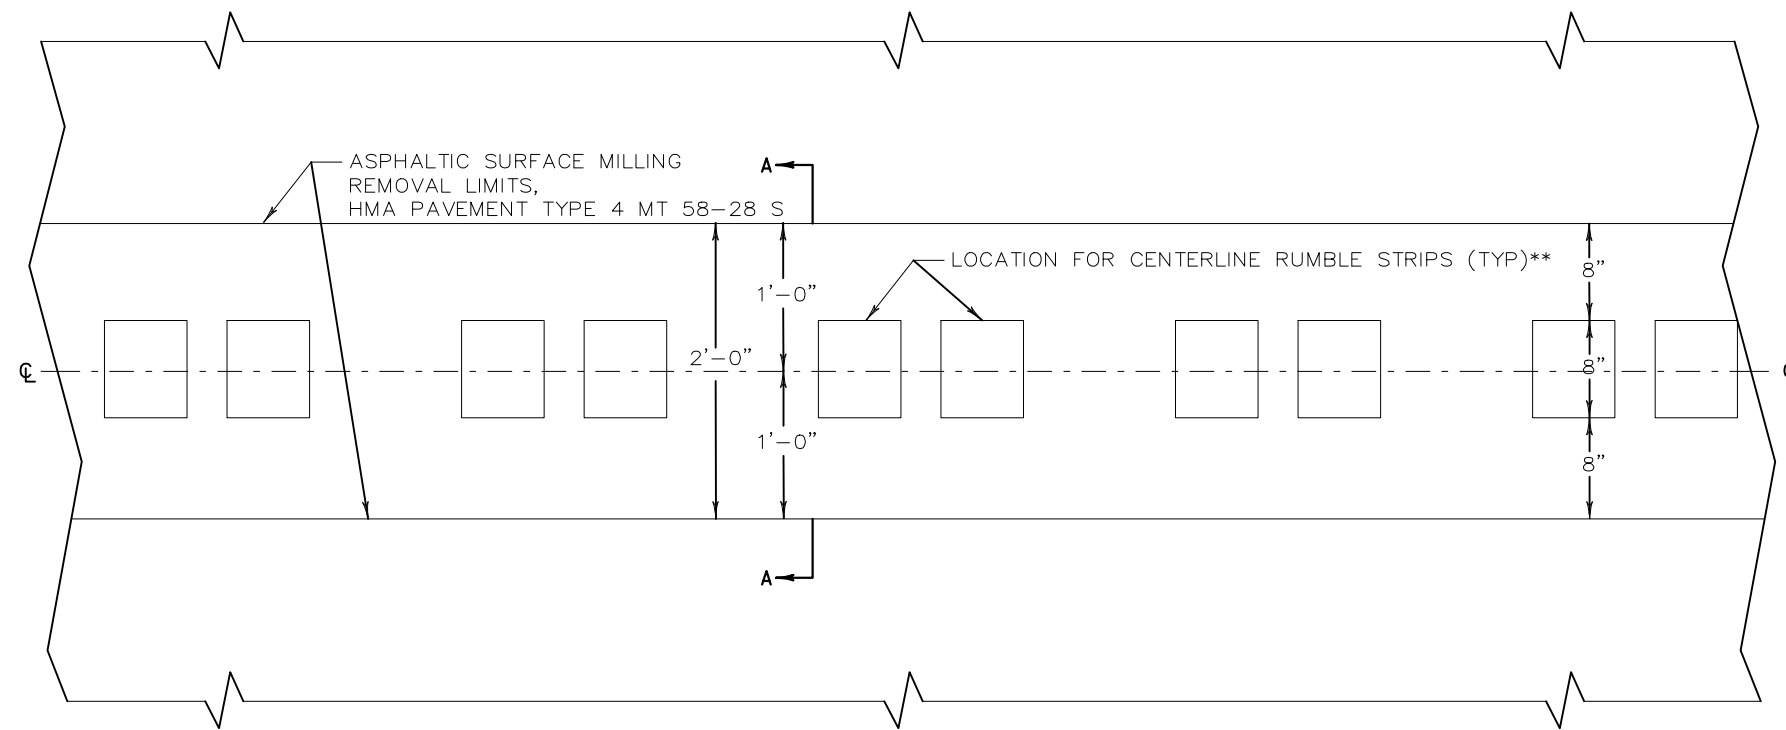 ASPHALTIC SURFACE MILLING
REMOVAL LIMITS,
HMA PAVEMENT TYPE 4 MT 58-28 S
A
LOCATION FOR CENTERLINE RUMBLE STRIPS (TYP)**
8"
1'-0"
2'-0"
8"
℄
1'-0"
8"
A